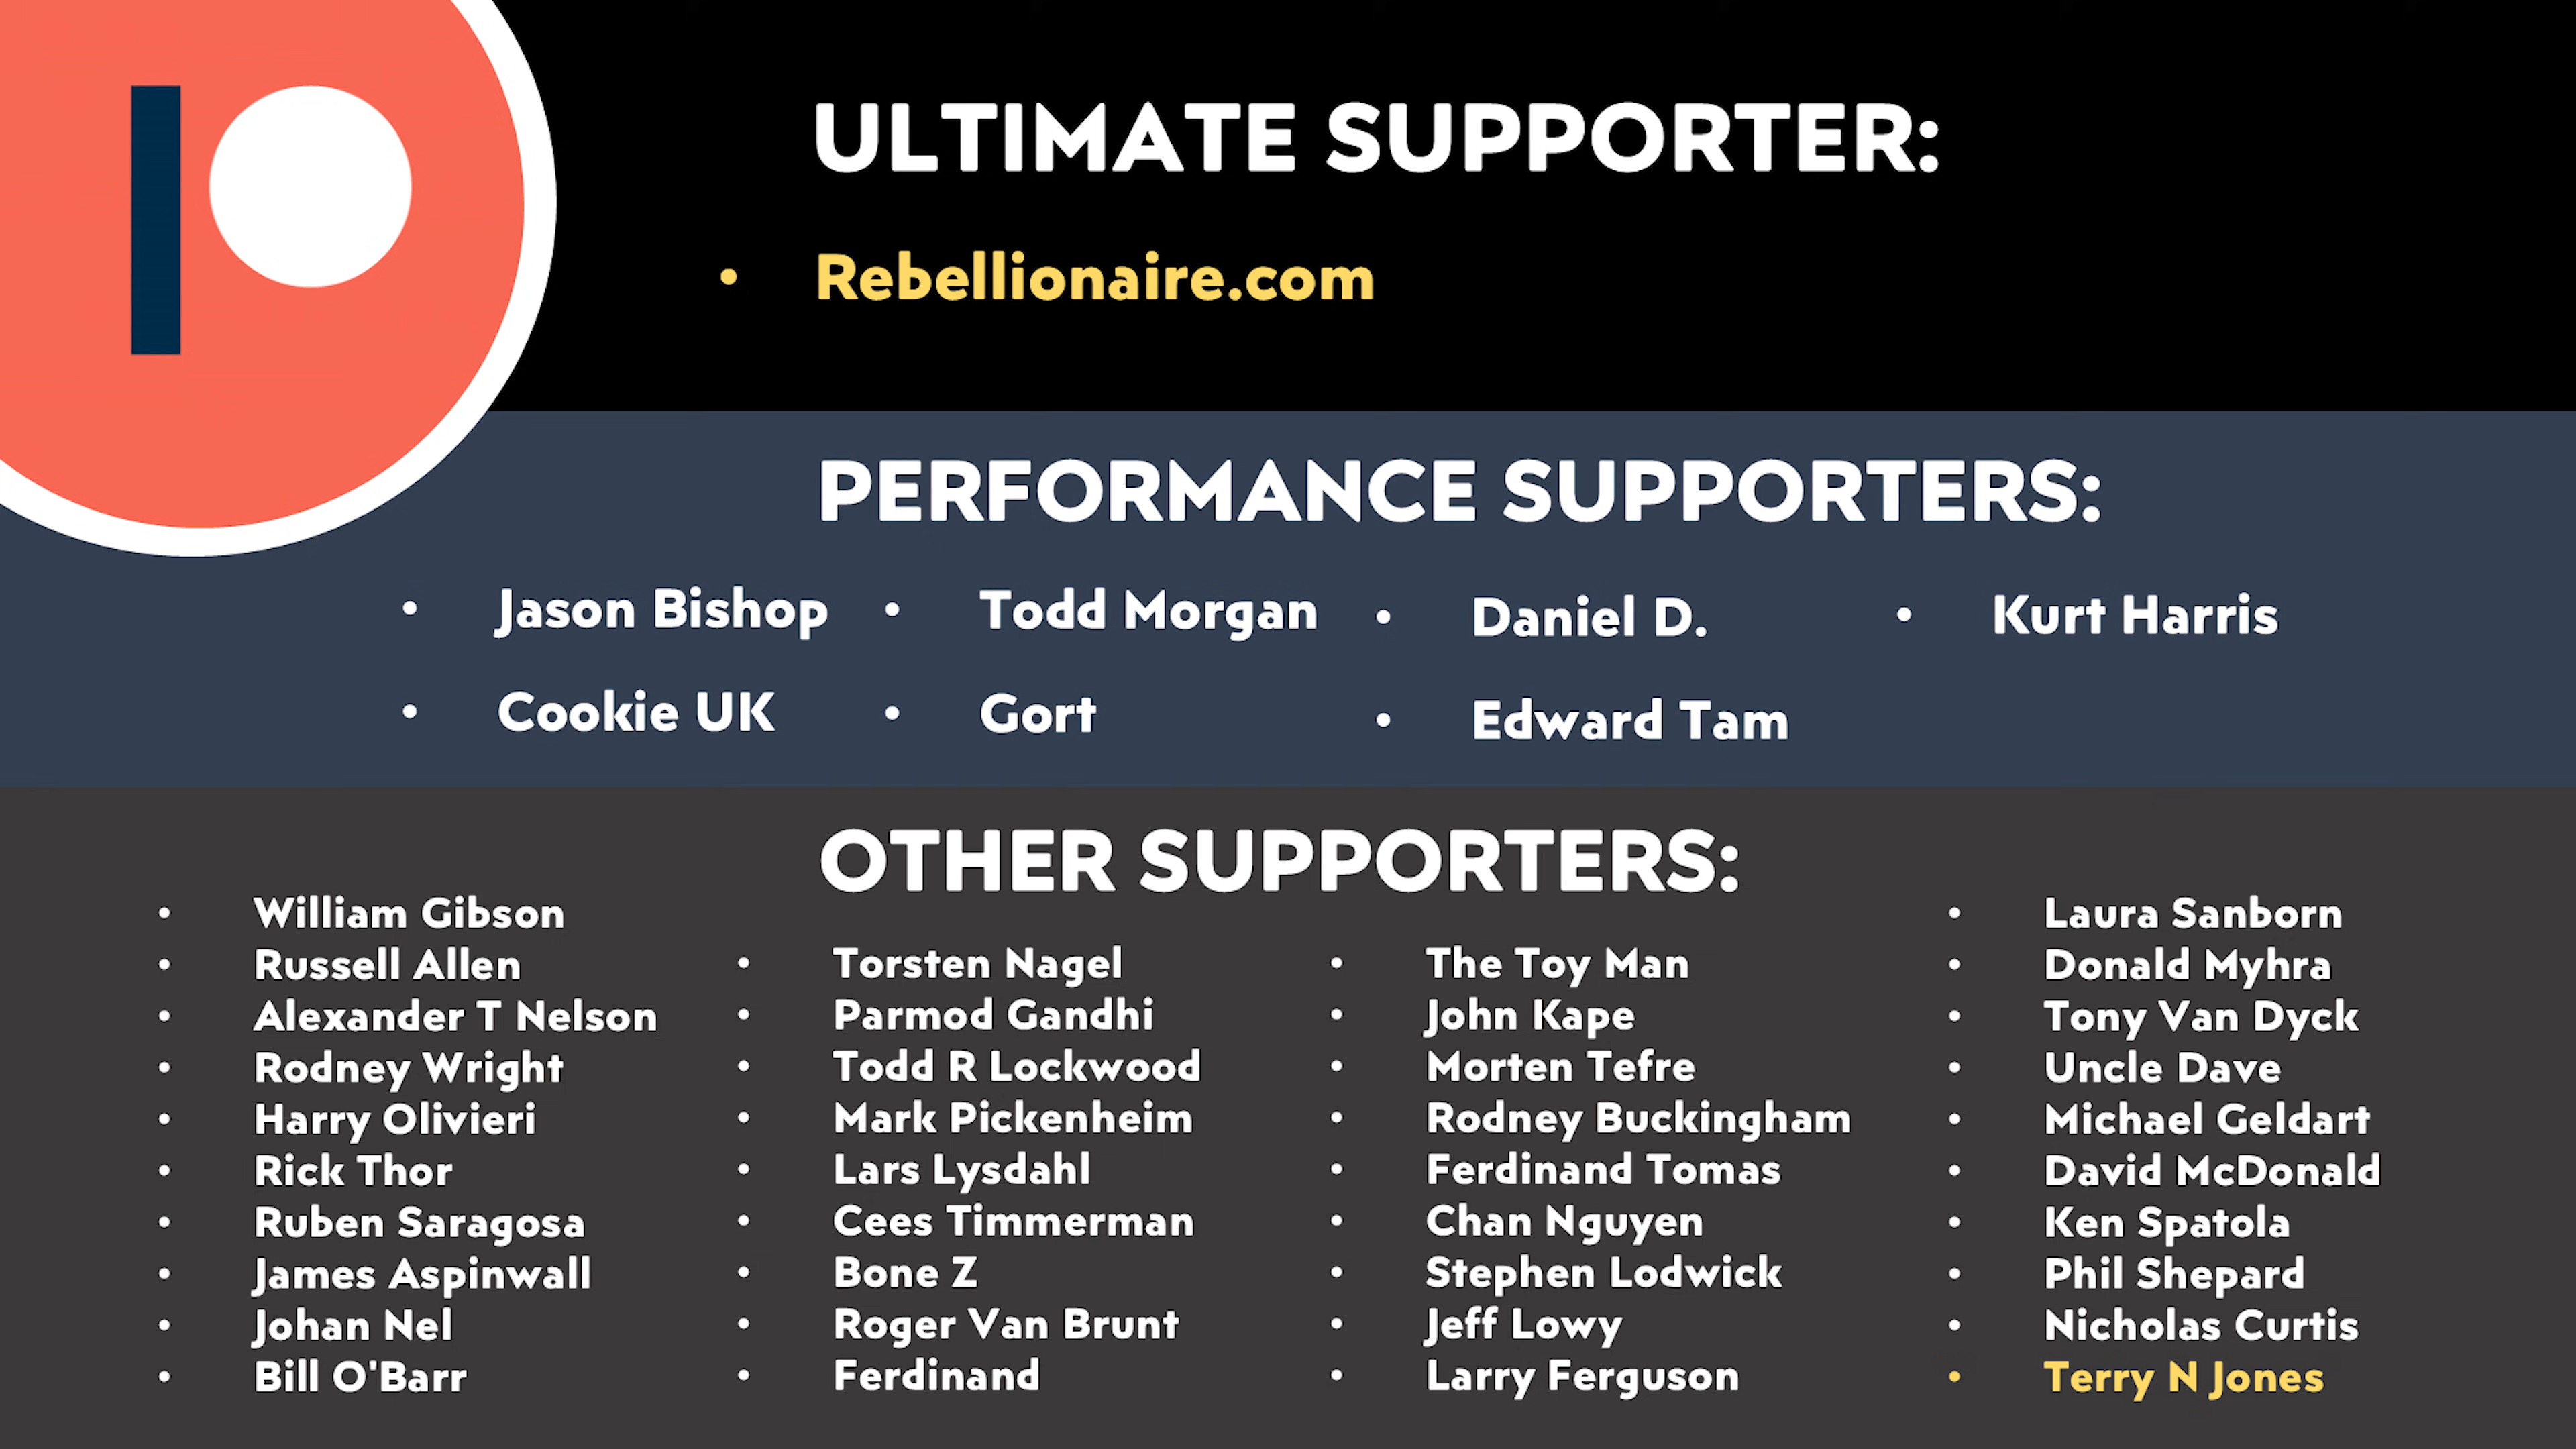 ULTIMATE SUPPORTER:
• Rebellionaire.com
PERFORMANCE SUPPORTERS:
• Jason Bishop
• Cookie UK
• Todd Morgan
• Gort
• Daniel D.
• Edward Tam
• Kurt Harris
OTHER SUPPORTERS:
• William Gibson
• Russell Allen
• Alexander T Nelson
• Rodney Wright
• Harry Olivieri
• Rick Thor
• Ruben Saragosa
• James Aspinwall
• Johan Nel
• Bill O'Barr
• Torsten Nagel
• Parmod Gandhi
• Todd R Lockwood
• Mark Pickenheim
• Lars Lysdahl
• Cees Timmerman
• Bone Z
• Roger Van Brunt
• Ferdinand
• The Toy Man
• John Kape
• Morten Tefre
• Rodney Buckingham
• Ferdinand Tomas
• Chan Nguyen
• Stephen Lodwick
• Jeff Lowy
• Larry Ferguson
• Laura Sanborn
• Donald Myhra
• Tony Van Dyck
• Uncle Dave
• Michael Geldart
• David McDonald
• Ken Spatola
• Phil Shepard
• Nicholas Curtis
• Terry N Jones